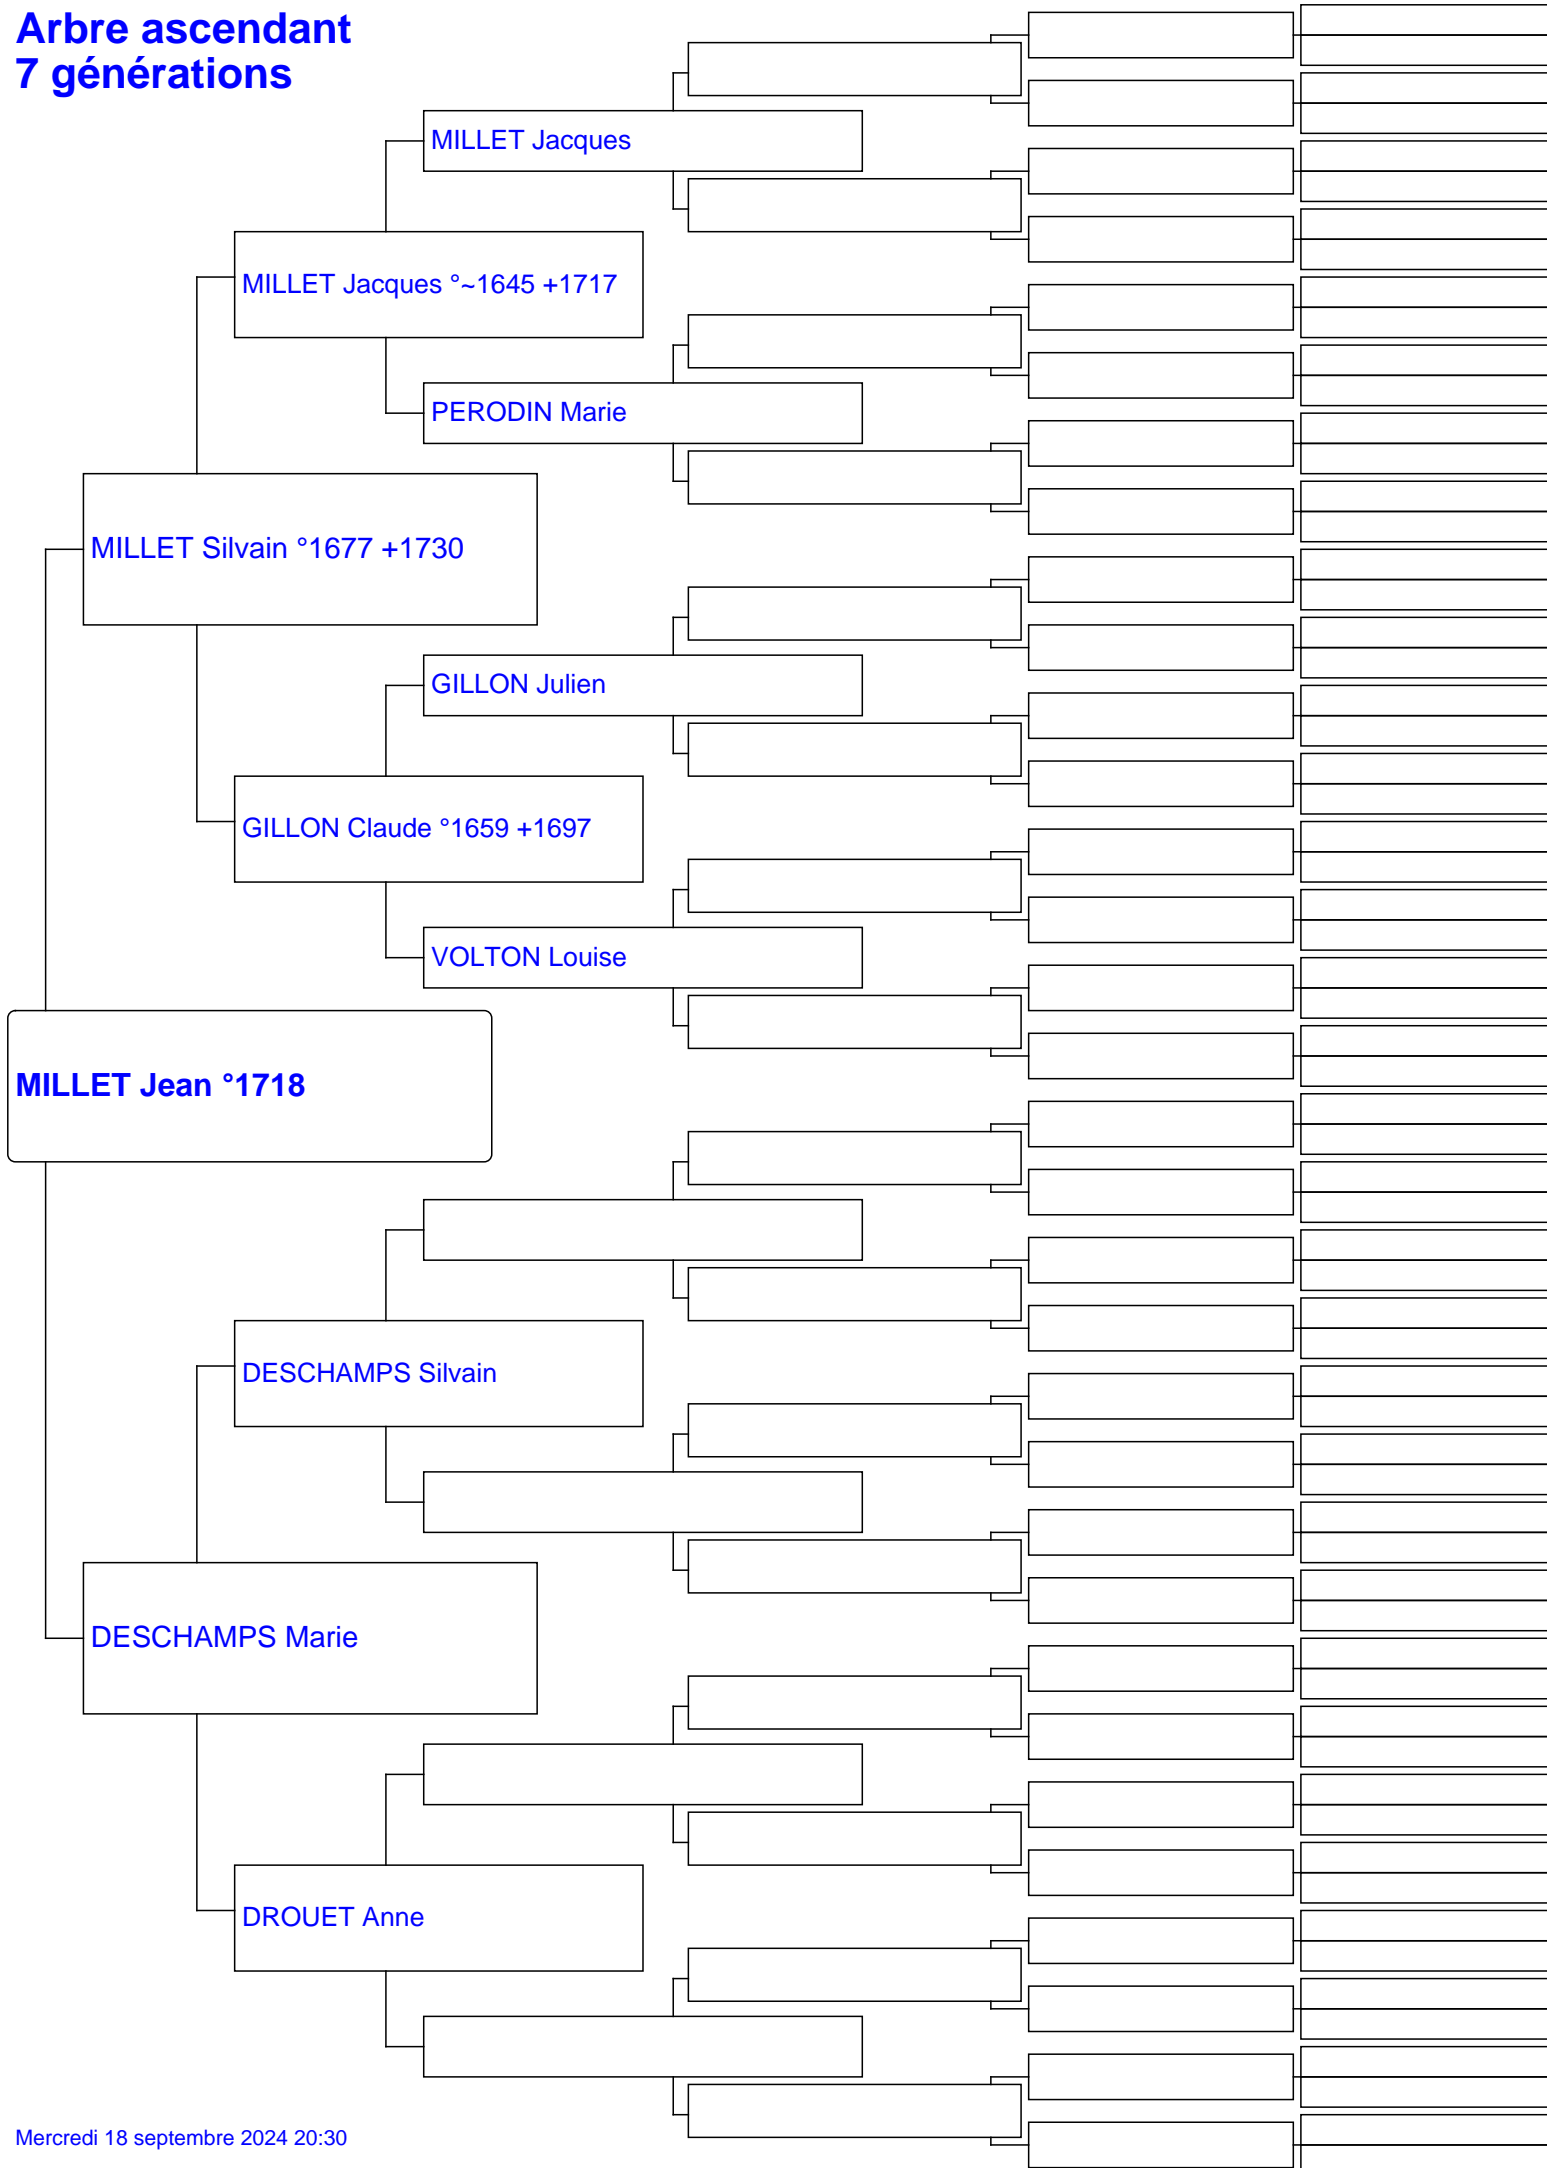 Arbre ascendant
7 générations
MILLET Jacques
MILLET Jacques °~1645 +1717
PERODIN Marie
MILLET Silvain °1677 +1730
GILLON Julien
GILLON Claude °1659 +1697
VOLTON Louise
MILLET Jean °1718
DESCHAMPS Silvain
DESCHAMPS Marie
DROUET Anne
Mercredi 18 septembre 2024 20:30